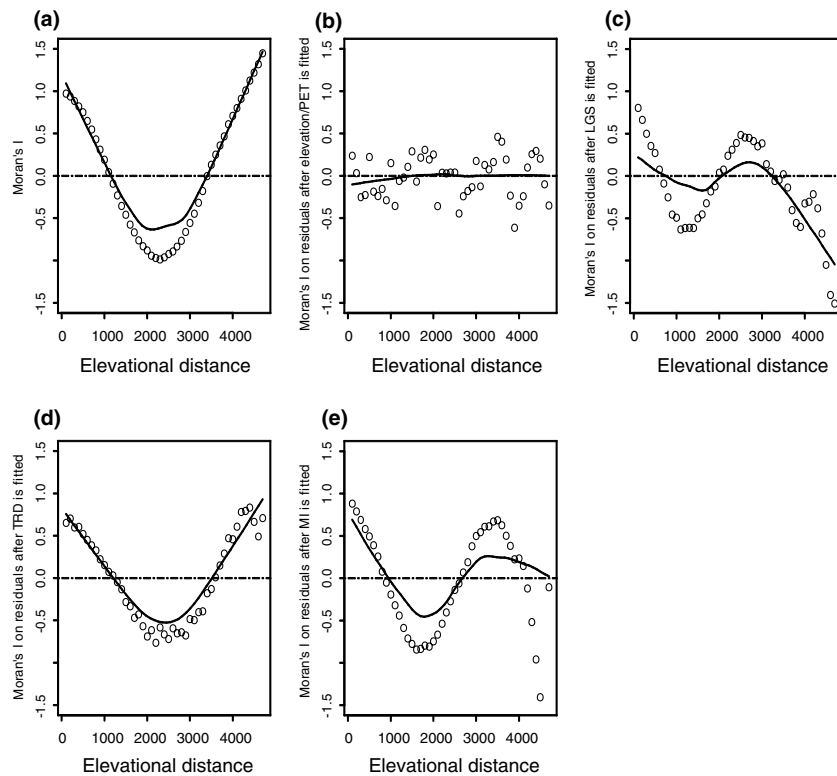 (a)
Moran's I
1.5
1.0
0.5
0.0
-0.5
-1.5
0 1000 2000 3000 4000
Elevational distance
(b)
Moran's I on residuals after elevation/PET is fitted
1.5
1.0
0.5
0.0
-0.5
-1.5
0 1000 2000 3000 4000
Elevational distance
(c)
Moran's I on residuals after LGS is fitted
1.5
1.0
0.5
0.0
-0.5
-1.5
0 1000 2000 3000 4000
Elevational distance
(d)
Moran's I on residuals after TRD is fitted
1.5
1.0
0.5
0.0
-0.5
-1.5
0 1000 2000 3000 4000
Elevational distance
(e)
Moran's I on residuals after MI is fitted
1.5
1.0
0.5
0.0
-0.5
-1.5
0 1000 2000 3000 4000
Elevational distance